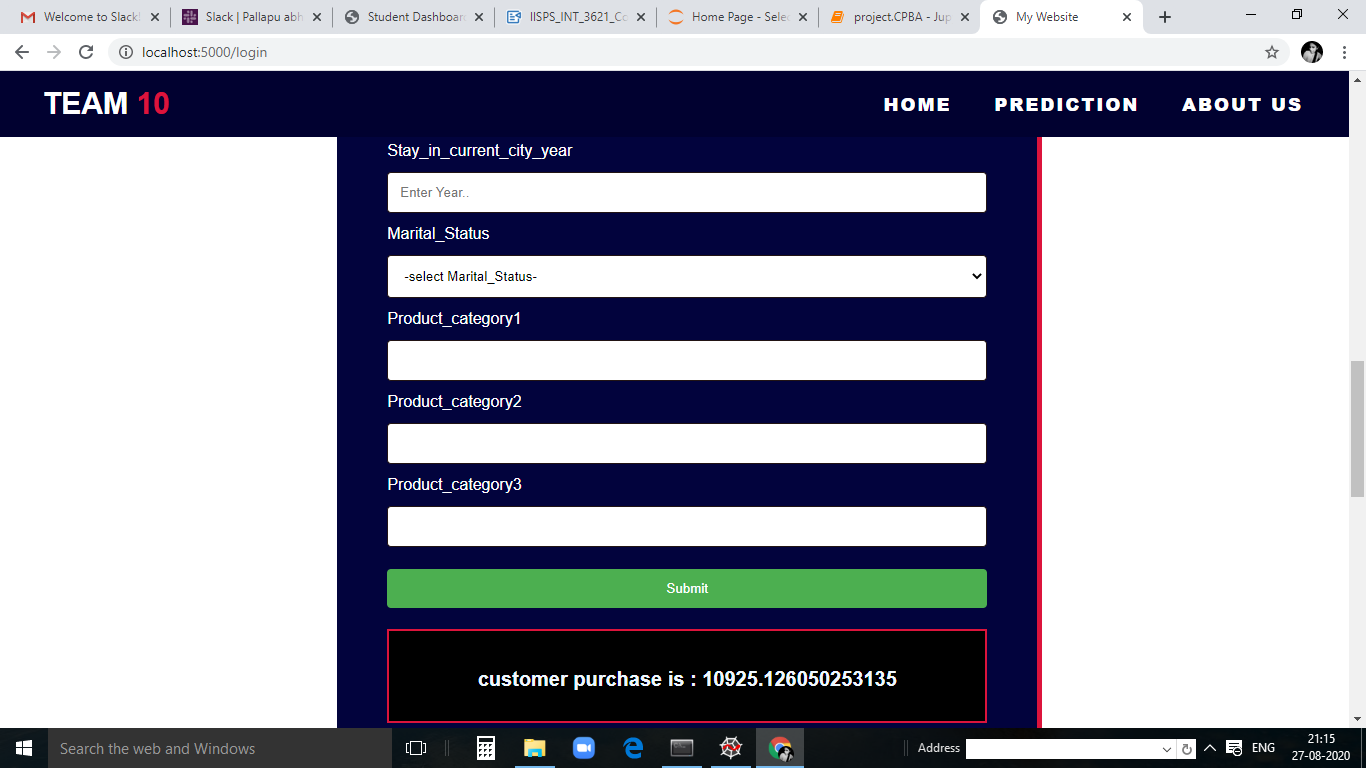 Welcome to Slack!
Slack | Pallapu abh
Student Dashboard
IISPS_INT_3621_Co
Home Page - Selec
project.CPBA - Jup
My Website
localhost:5000/login
TEAM 10
HOME
PREDICTION
ABOUT US
Stay_in_current_city_year
Enter Year..
Marital_Status
-select Marital_Status-
Product_category1
Product_category2
Product_category3
Submit
customer purchase is : 10925.126050253135
Search the web and Windows
Address
ENG
21:15
27-08-2020